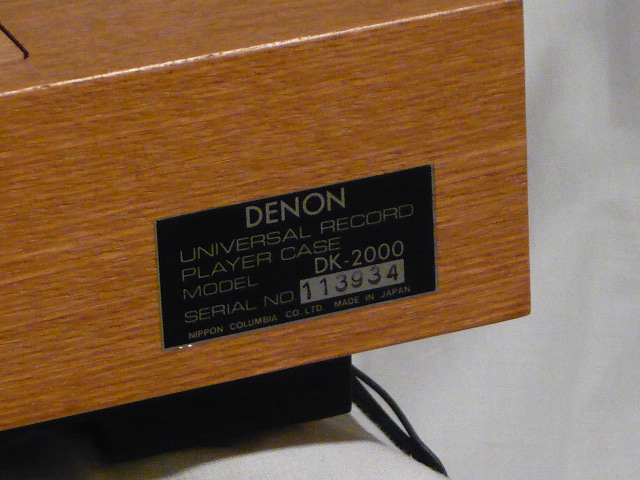 DENON
UNIVERSAL RECORD
PLAYER CASE
MODEL DK-2000
SERIAL NO. 113934
NIPPON COLUMBIA CO. LTD. MADE IN JAPAN